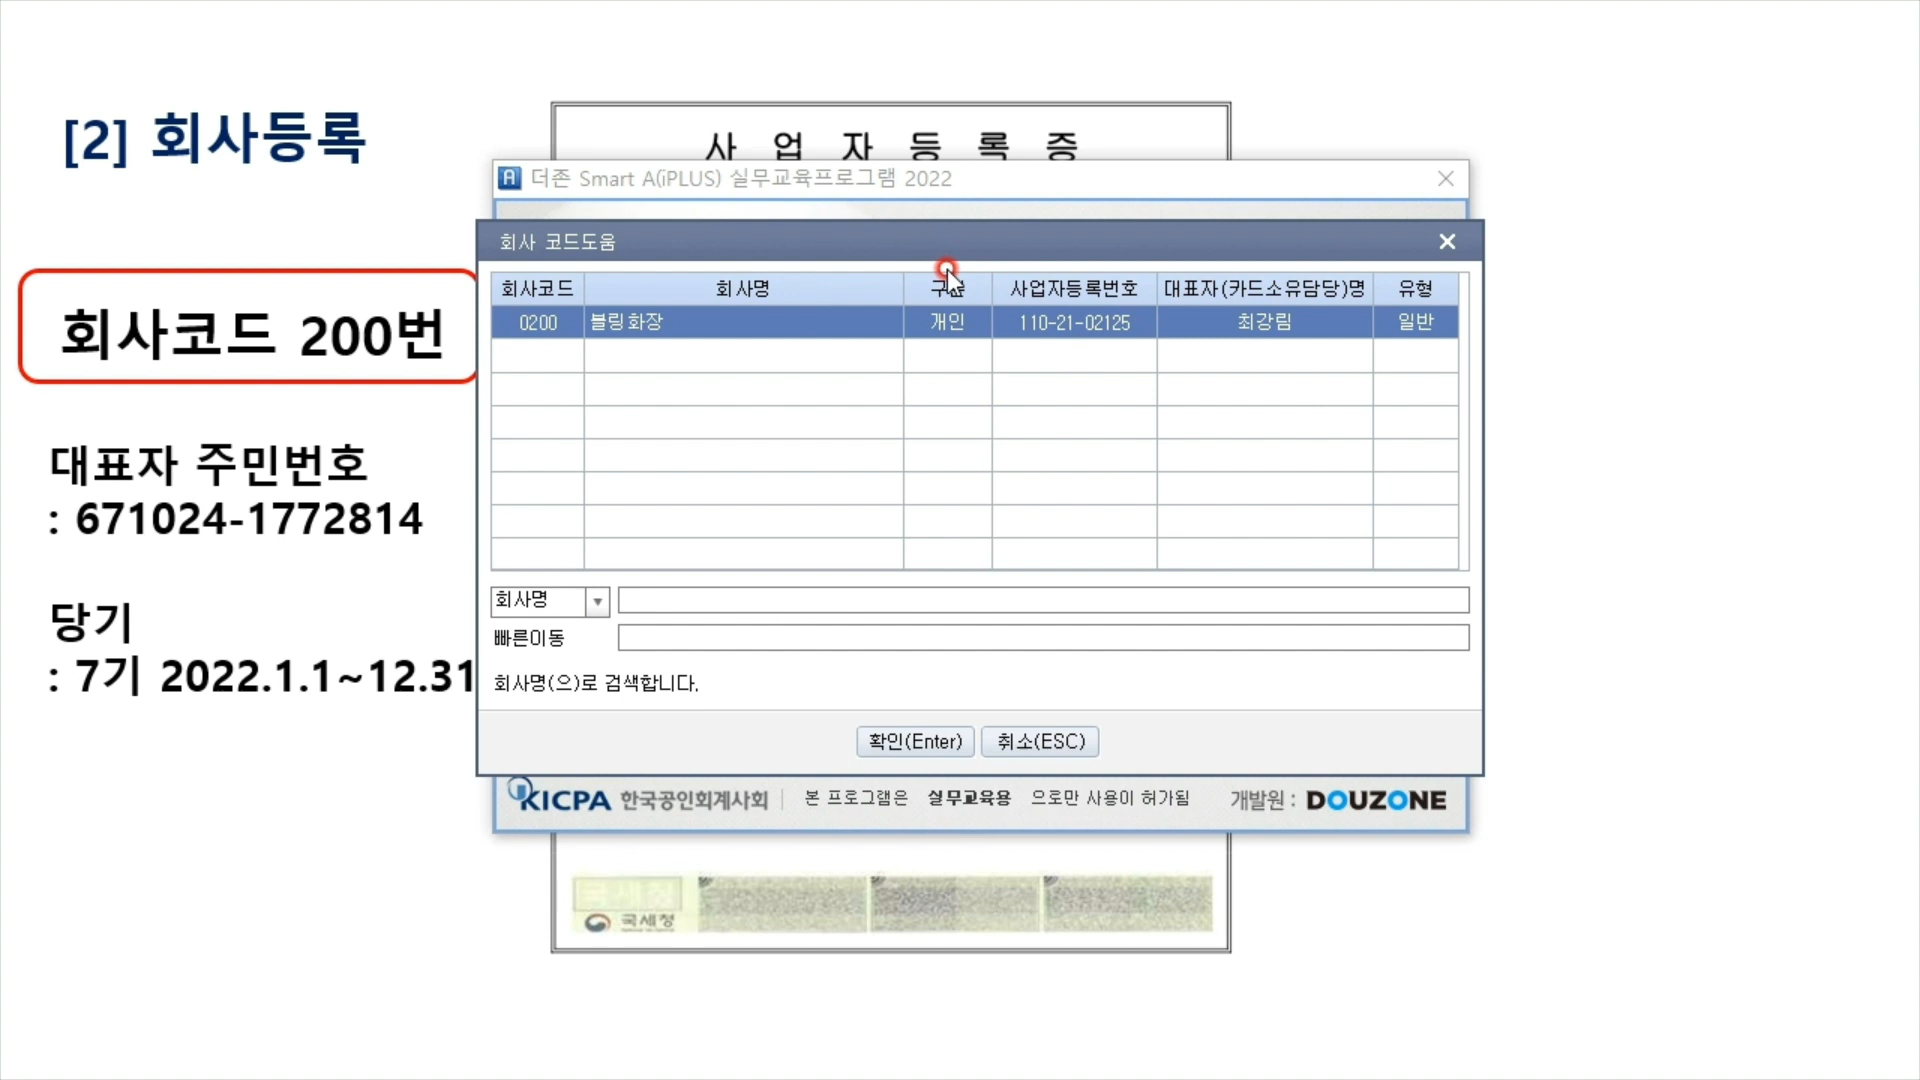 [2] 회사등록
회사코드 200번
대표자 주민번호
: 671024-1772814
당기
: 7기 2022.1.1~12.31
사 업 자 등 록 증
더존 Smart A(iPLUS) 실무교육프로그램 2022
회사 코드도움
회사코드 회사명 구분 사업자등록번호 대표자(카드소유담당)명 유형
0200 블링화장 개인 110-21-02125 최강림 일반
회사명
빠른이동
회사명(으)로 검색합니다.
확인(Enter) 취소(ESC)
KICPA 한국공인회계사회 본 프로그램은 실무교육용 으로만 사용이 허가됨 개발원 : DOUZONE
국세청